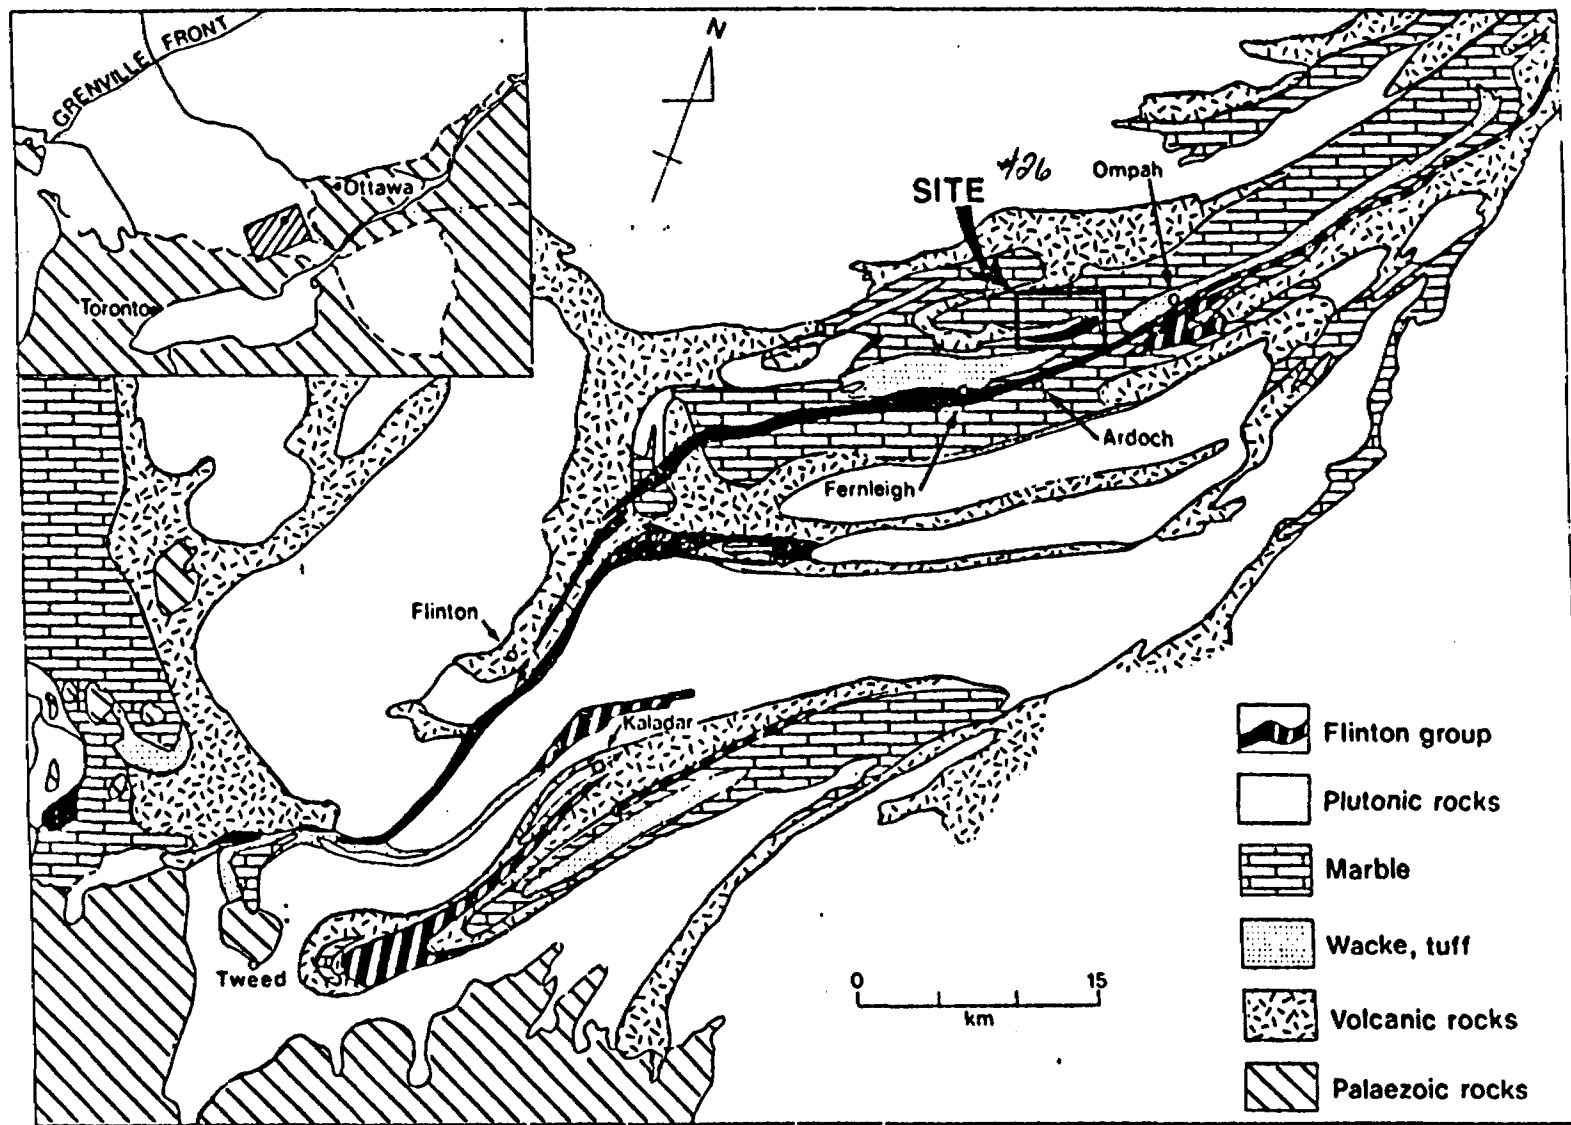 GRENVILLE FRONT
Ottawa
Toronto
N
SITE #26
Ompah
Ardoch
Fernleigh
Flinton
Kaladar
Tweed
0 15
km
Flinton group
Plutonic rocks
Marble
Wacke, tuff
Volcanic rocks
Palaezoic rocks